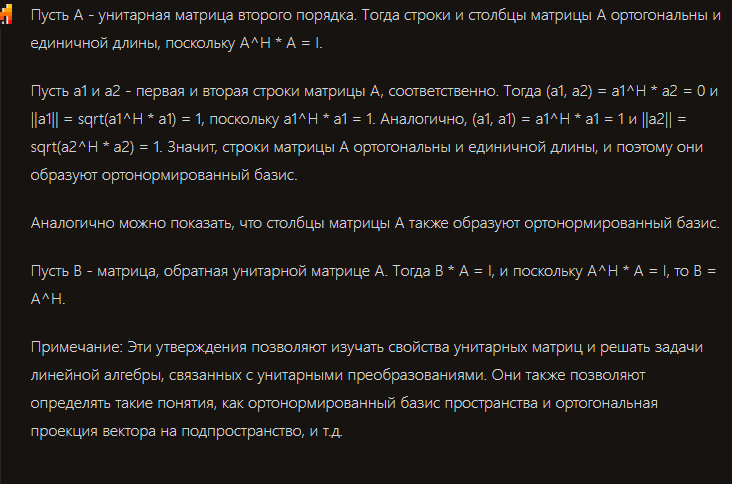 Пусть A - унитарная матрица второго порядка. Тогда строки и столбцы матрицы A ортогональны и
единичной длины, поскольку A^H * A = I.
Пусть a1 и a2 - первая и вторая строки матрицы A, соответственно. Тогда (a1, a2) = a1^H * a2 = 0 и
||a1|| = sqrt(a1^H * a1) = 1, поскольку a1^H * a1 = 1. Аналогично, (a1, a1) = a1^H * a1 = 1 и ||a2|| =
sqrt(a2^H * a2) = 1. Значит, строки матрицы A ортогональны и единичной длины, и поэтому они
образуют ортонормированный базис.
Аналогично можно показать, что столбцы матрицы A также образуют ортонормированный базис.
Пусть B - матрица, обратная унитарной матрице A. Тогда B * A = I, и поскольку A^H * A = I, то B =
A^H.
Примечание: Эти утверждения позволяют изучать свойства унитарных матриц и решать задачи
линейной алгебры, связанных с унитарными преобразованиями. Они также позволяют
определять такие понятия, как ортонормированный базис пространства и ортогональная
проекция вектора на подпространство, и т.д.